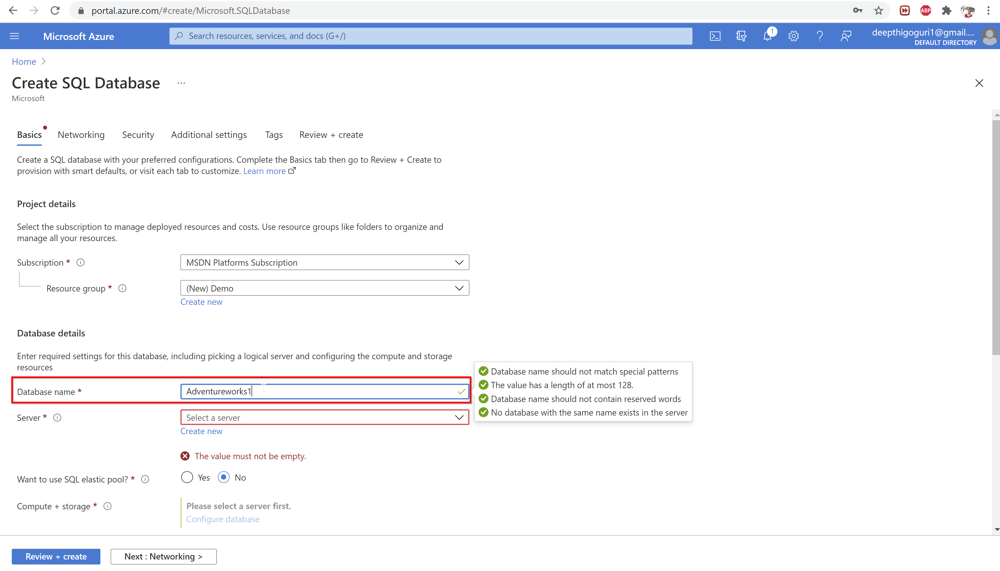 portal.azure.com/#create/Microsoft.SQLDatabase
ABP
Microsoft Azure
Search resources, services, and docs (G+/)
1
deepthigoguri1@gmail....
DEFAULT DIRECTORY
Home
Create SQL Database ...
Microsoft
Basics Networking Security Additional settings Tags Review + create
Create a SQL database with your preferred configurations. Complete the Basics tab then go to Review + Create to
provision with smart defaults, or visit each tab to customize. Learn more
Project details
Select the subscription to manage deployed resources and costs. Use resource groups like folders to organize and
manage all your resources.
Subscription *
MSDN Platforms Subscription
Resource group *
(New) Demo
Create new
Database details
Enter required settings for this database, including picking a logical server and configuring the compute and storage
resources
Database name *
Adventureworks1
Database name should not match special patterns
The value has a length of at most 128.
Database name should not contain reserved words
No database with the same name exists in the server
Server *
Select a server
Create new
The value must not be empty.
Want to use SQL elastic pool? *
Yes No
Compute + storage *
Please select a server first.
Configure database
Review + create
Next : Networking >